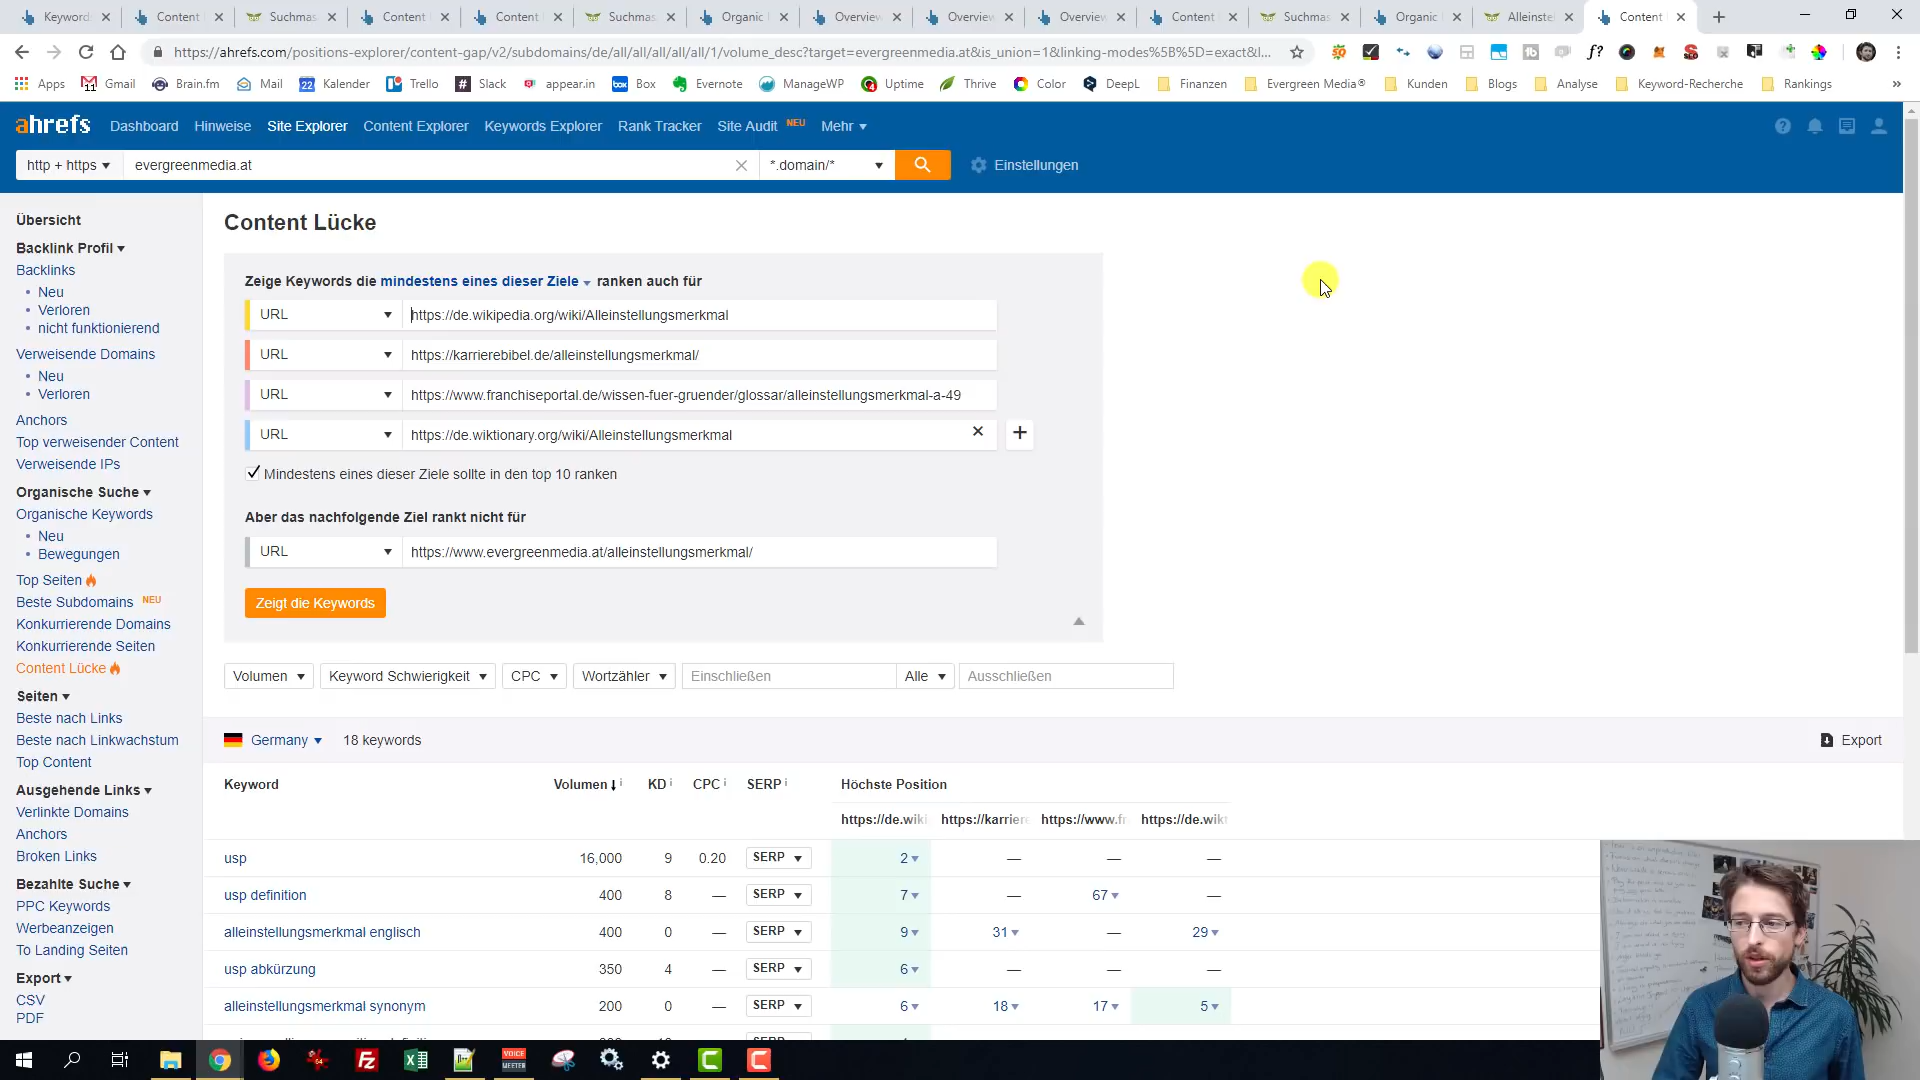 Keyword
Content
Suchmas
Content
Content
Suchmas
Organic
Overview
Overview
Overview
Content
Suchmas
Organic
Alleinste
Content
https://ahrefs.com/positions-explorer/content-gap/v2/subdomains/de/all/all/all/all/all/1/volume_desc?target=evergreenmedia.at&is_union=1&linking-modes%5B%5D=exact&l...
Apps
Gmail
Brain.fm
Mail
Kalender
Trello
Slack
appear.in
Box
Evernote
ManageWP
Uptime
Thrive
Color
DeepL
Finanzen
Evergreen Media®
Kunden
Blogs
Analyse
Keyword-Recherche
Rankings
ahrefs
Dashboard
Hinweise
Site Explorer
Content Explorer
Keywords Explorer
Rank Tracker
Site Audit NEU
Mehr
http + https
evergreenmedia.at
*.domain/*
Einstellungen
Übersicht
Backlink Profil
Backlinks
Neu
Verloren
nicht funktionierend
Verweisende Domains
Neu
Verloren
Anchors
Top verweisender Content
Verweisende IPs
Organische Suche
Organische Keywords
Neu
Bewegungen
Top Seiten
Beste Subdomains NEU
Konkurrierende Domains
Konkurrierende Seiten
Content Lücke
Seiten
Beste nach Links
Beste nach Linkwachstum
Top Content
Ausgehende Links
Verlinkte Domains
Anchors
Broken Links
Bezahlte Suche
PPC Keywords
Werbeanzeigen
To Landing Seiten
Export
CSV
PDF
Content Lücke
Zeige Keywords die mindestens eines dieser Ziele ranken auch für
URL https://de.wikipedia.org/wiki/Alleinstellungsmerkmal
URL https://karrierebibel.de/alleinstellungsmerkmal/
URL https://www.franchiseportal.de/wissen-fuer-gruender/glossar/alleinstellungsmerkmal-a-49
URL https://de.wiktionary.org/wiki/Alleinstellungsmerkmal
Mindestens eines dieser Ziele sollte in den top 10 ranken
Aber das nachfolgende Ziel rankt nicht für
URL https://www.evergreenmedia.at/alleinstellungsmerkmal/
Zeigt die Keywords
Volumen Keyword Schwierigkeit CPC Wortzähler Einschließen Alle Ausschließen
Germany 18 keywords Export
Keyword Volumen KD CPC SERP Höchste Position
https://de.wiki https://karriere https://www.fr https://de.wikt
usp 16,000 9 0.20 SERP 2 — — —
usp definition 400 8 — SERP 7 — 67 —
alleinstellungsmerkmal englisch 400 0 — SERP 9 31 — 29
usp abkürzung 350 4 — SERP 6 — — —
alleinstellungsmerkmal synonym 200 0 — SERP 6 18 17 5